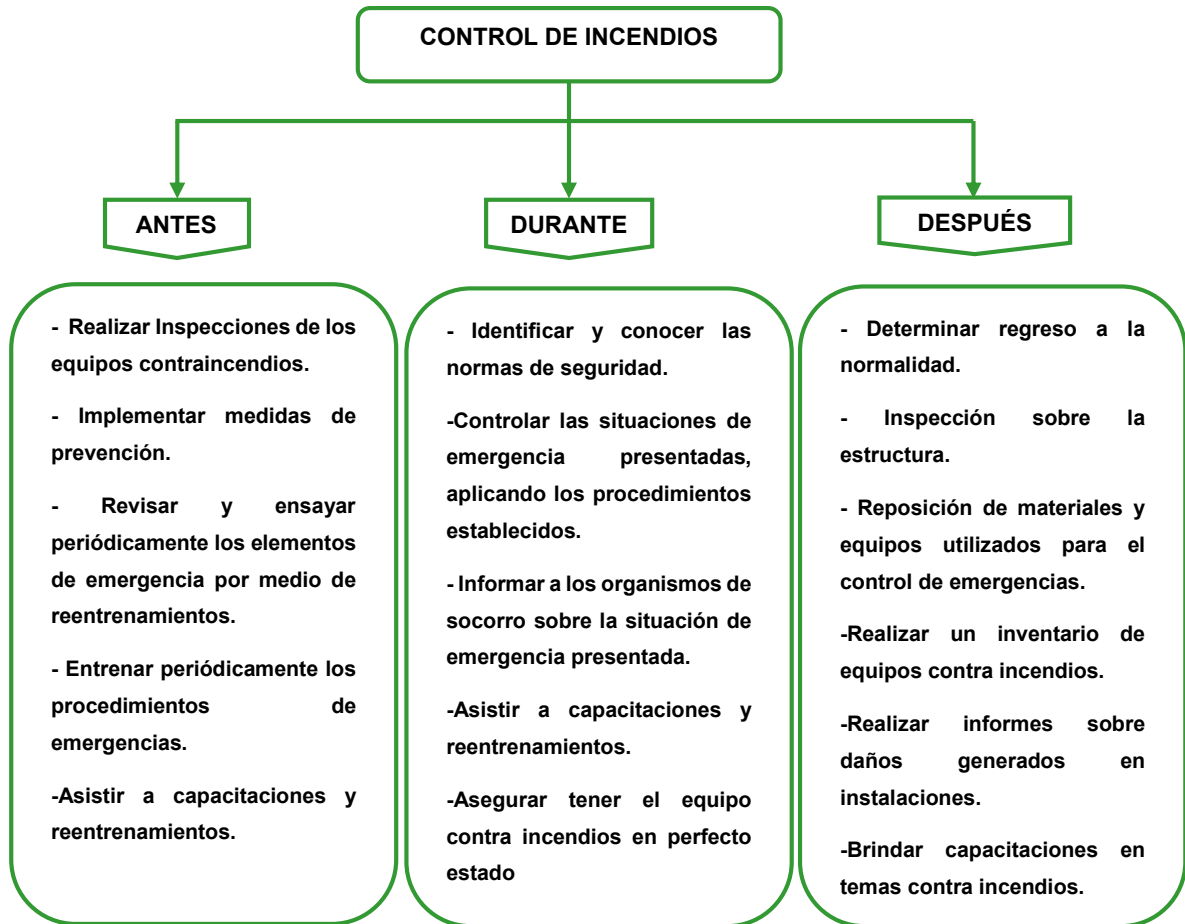 CONTROL DE INCENDIOS
ANTES
DURANTE
DESPUÉS
- Realizar Inspecciones de los
equipos contraincendios.
- Implementar medidas de
prevención.
- Revisar y ensayar
periódicamente los elementos
de emergencia por medio de
reentrenamientos.
- Entrenar periódicamente los
procedimientos de
emergencias.
-Asistir a capacitaciones y
reentrenamientos.
- Identificar y conocer las
normas de seguridad.
-Controlar las situaciones de
emergencia presentadas,
aplicando los procedimientos
establecidos.
- Informar a los organismos de
socorro sobre la situación de
emergencia presentada.
-Asistir a capacitaciones y
reentrenamientos.
-Asegurar tener el equipo
contra incendios en perfecto
estado
- Determinar regreso a la
normalidad.
- Inspección sobre la
estructura.
- Reposición de materiales y
equipos utilizados para el
control de emergencias.
-Realizar un inventario de
equipos contra incendios.
-Realizar informes sobre
daños generados en
instalaciones.
-Brindar capacitaciones en
temas contra incendios.